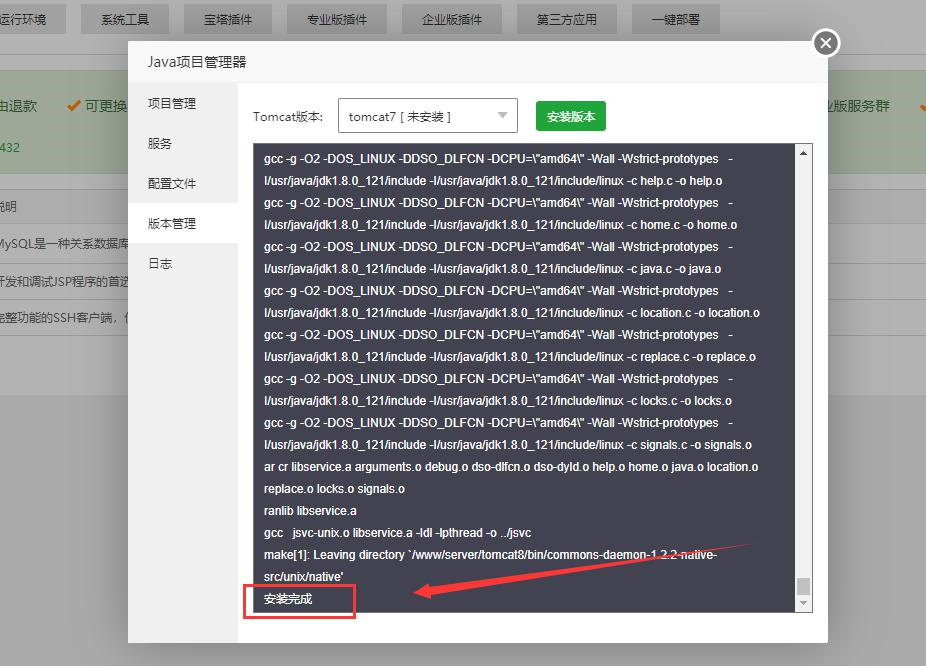 运行环境
系统工具
宝塔插件
专业版插件
企业版插件
第三方应用
一键部署
由退款
可更换
业版服务群
432
说明
MySQL是一种关系数据库
开发和调试JSP程序的首选
完整功能的SSH客户端，
Java项目管理器
项目管理
服务
配置文件
版本管理
日志
Tomcat版本: tomcat7 [ 未安装 ] 安装版本
gcc -g -O2 -DOS_LINUX -DDSO_DLFCN -DCPU=\"amd64\" -Wall -Wstrict-prototypes -
I/usr/java/jdk1.8.0_121/include -I/usr/java/jdk1.8.0_121/include/linux -c help.c -o help.o
gcc -g -O2 -DOS_LINUX -DDSO_DLFCN -DCPU=\"amd64\" -Wall -Wstrict-prototypes -
I/usr/java/jdk1.8.0_121/include -I/usr/java/jdk1.8.0_121/include/linux -c home.c -o home.o
gcc -g -O2 -DOS_LINUX -DDSO_DLFCN -DCPU=\"amd64\" -Wall -Wstrict-prototypes -
I/usr/java/jdk1.8.0_121/include -I/usr/java/jdk1.8.0_121/include/linux -c java.c -o java.o
gcc -g -O2 -DOS_LINUX -DDSO_DLFCN -DCPU=\"amd64\" -Wall -Wstrict-prototypes -
I/usr/java/jdk1.8.0_121/include -I/usr/java/jdk1.8.0_121/include/linux -c location.c -o location.o
gcc -g -O2 -DOS_LINUX -DDSO_DLFCN -DCPU=\"amd64\" -Wall -Wstrict-prototypes -
I/usr/java/jdk1.8.0_121/include -I/usr/java/jdk1.8.0_121/include/linux -c replace.c -o replace.o
gcc -g -O2 -DOS_LINUX -DDSO_DLFCN -DCPU=\"amd64\" -Wall -Wstrict-prototypes -
I/usr/java/jdk1.8.0_121/include -I/usr/java/jdk1.8.0_121/include/linux -c locks.c -o locks.o
gcc -g -O2 -DOS_LINUX -DDSO_DLFCN -DCPU=\"amd64\" -Wall -Wstrict-prototypes -
I/usr/java/jdk1.8.0_121/include -I/usr/java/jdk1.8.0_121/include/linux -c signals.c -o signals.o
ar cr libservice.a arguments.o debug.o dso-dlfcn.o dso-dyld.o help.o home.o java.o location.o
replace.o locks.o signals.o
ranlib libservice.a
gcc jsvc-unix.o libservice.a -ldl -lpthread -o ../jsvc
make[1]: Leaving directory `/www/server/tomcat8/bin/commons-daemon-1.2.2-native-
src/unix/native'
安装完成